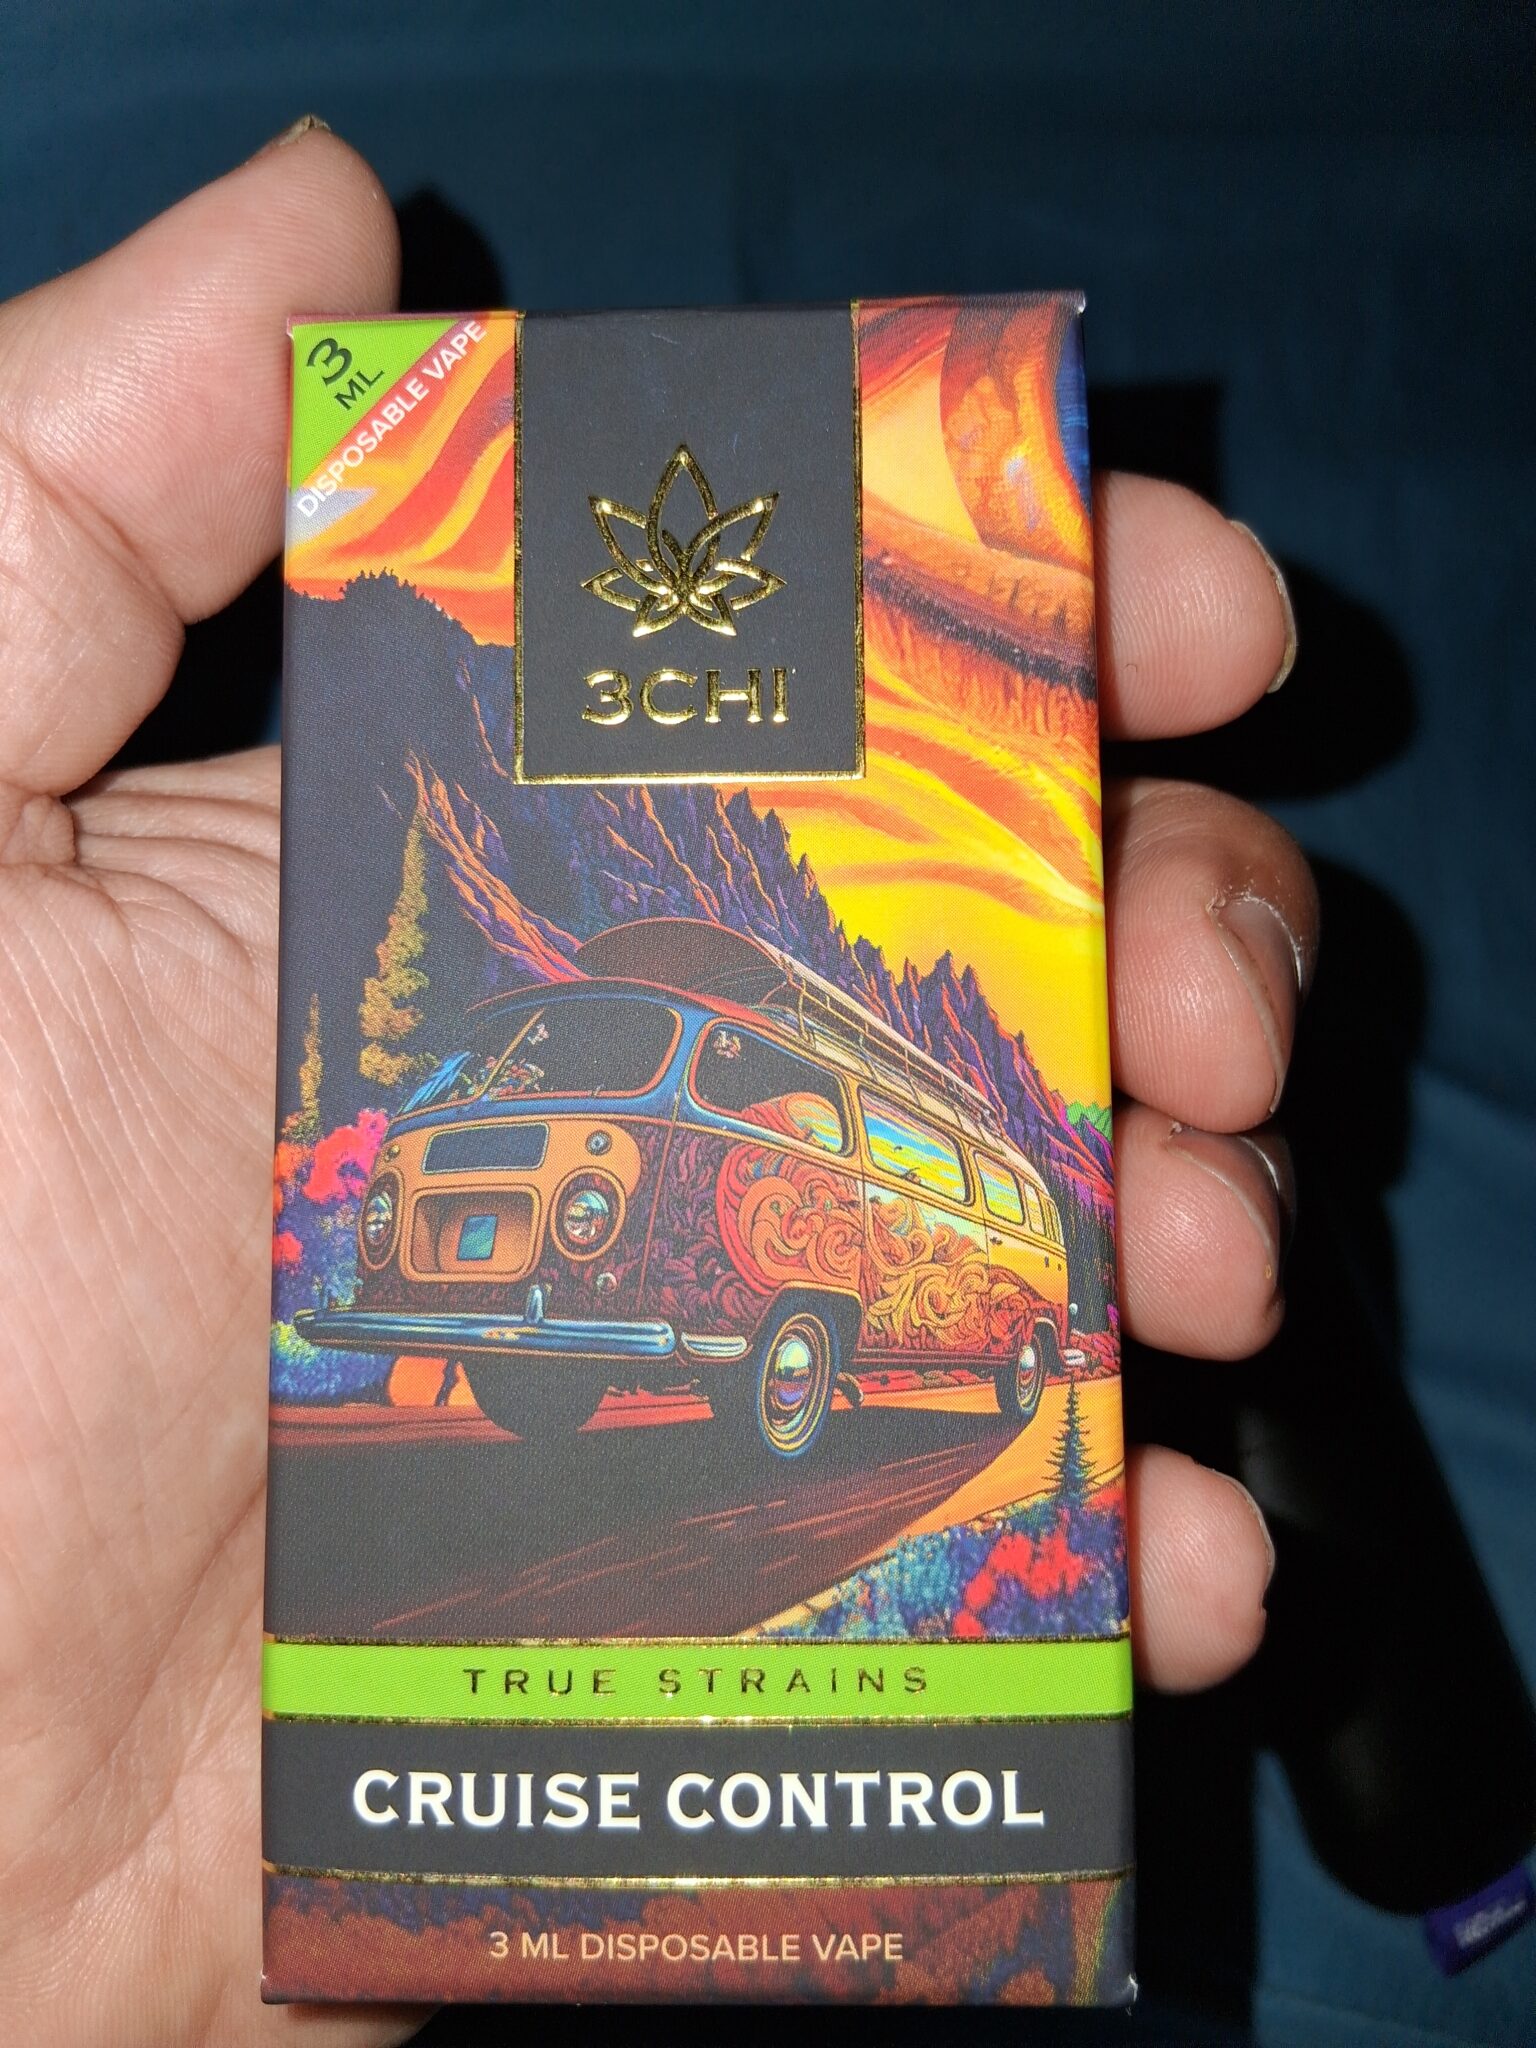 3
ML
DISPOSABLE VAPE
3CHI
TRUE STRAINS
CRUISE CONTROL
3 ML DISPOSABLE VAPE